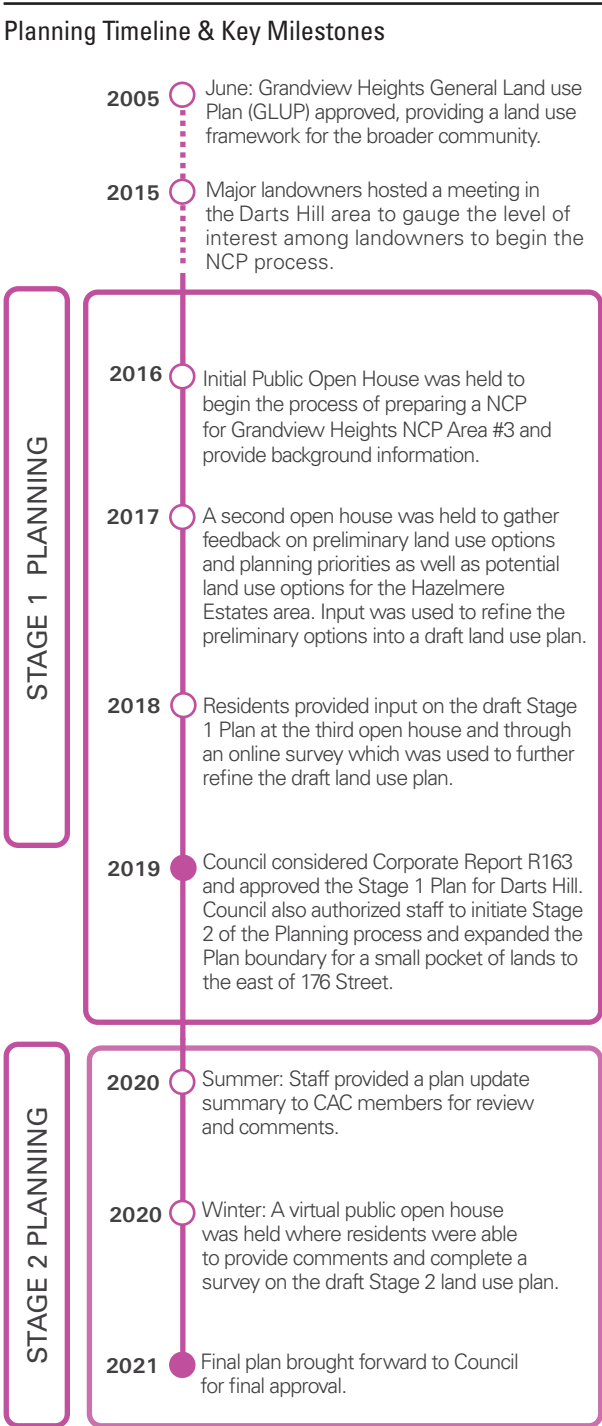 Planning Timeline & Key Milestones
2005
June: Grandview Heights General Land use
Plan (GLUP) approved, providing a land use
framework for the broader community.
2015
Major landowners hosted a meeting in
the Darts Hill area to gauge the level of
interest among landowners to begin the
NCP process.
STAGE 1 PLANNING
2016
Initial Public Open House was held to
begin the process of preparing a NCP
for Grandview Heights NCP Area #3 and
provide background information.
2017
A second open house was held to gather
feedback on preliminary land use options
and planning priorities as well as potential
land use options for the Hazelmere
Estates area. Input was used to refine the
preliminary options into a draft land use plan.
2018
Residents provided input on the draft Stage
1 Plan at the third open house and through
an online survey which was used to further
refine the draft land use plan.
2019
Council considered Corporate Report R163
and approved the Stage 1 Plan for Darts Hill.
Council also authorized staff to initiate Stage
2 of the Planning process and expanded the
Plan boundary for a small pocket of lands to
the east of 176 Street.
STAGE 2 PLANNING
2020
Summer: Staff provided a plan update
summary to CAC members for review
and comments.
2020
Winter: A virtual public open house
was held where residents were able
to provide comments and complete a
survey on the draft Stage 2 land use plan.
2021
Final plan brought forward to Council
for final approval.